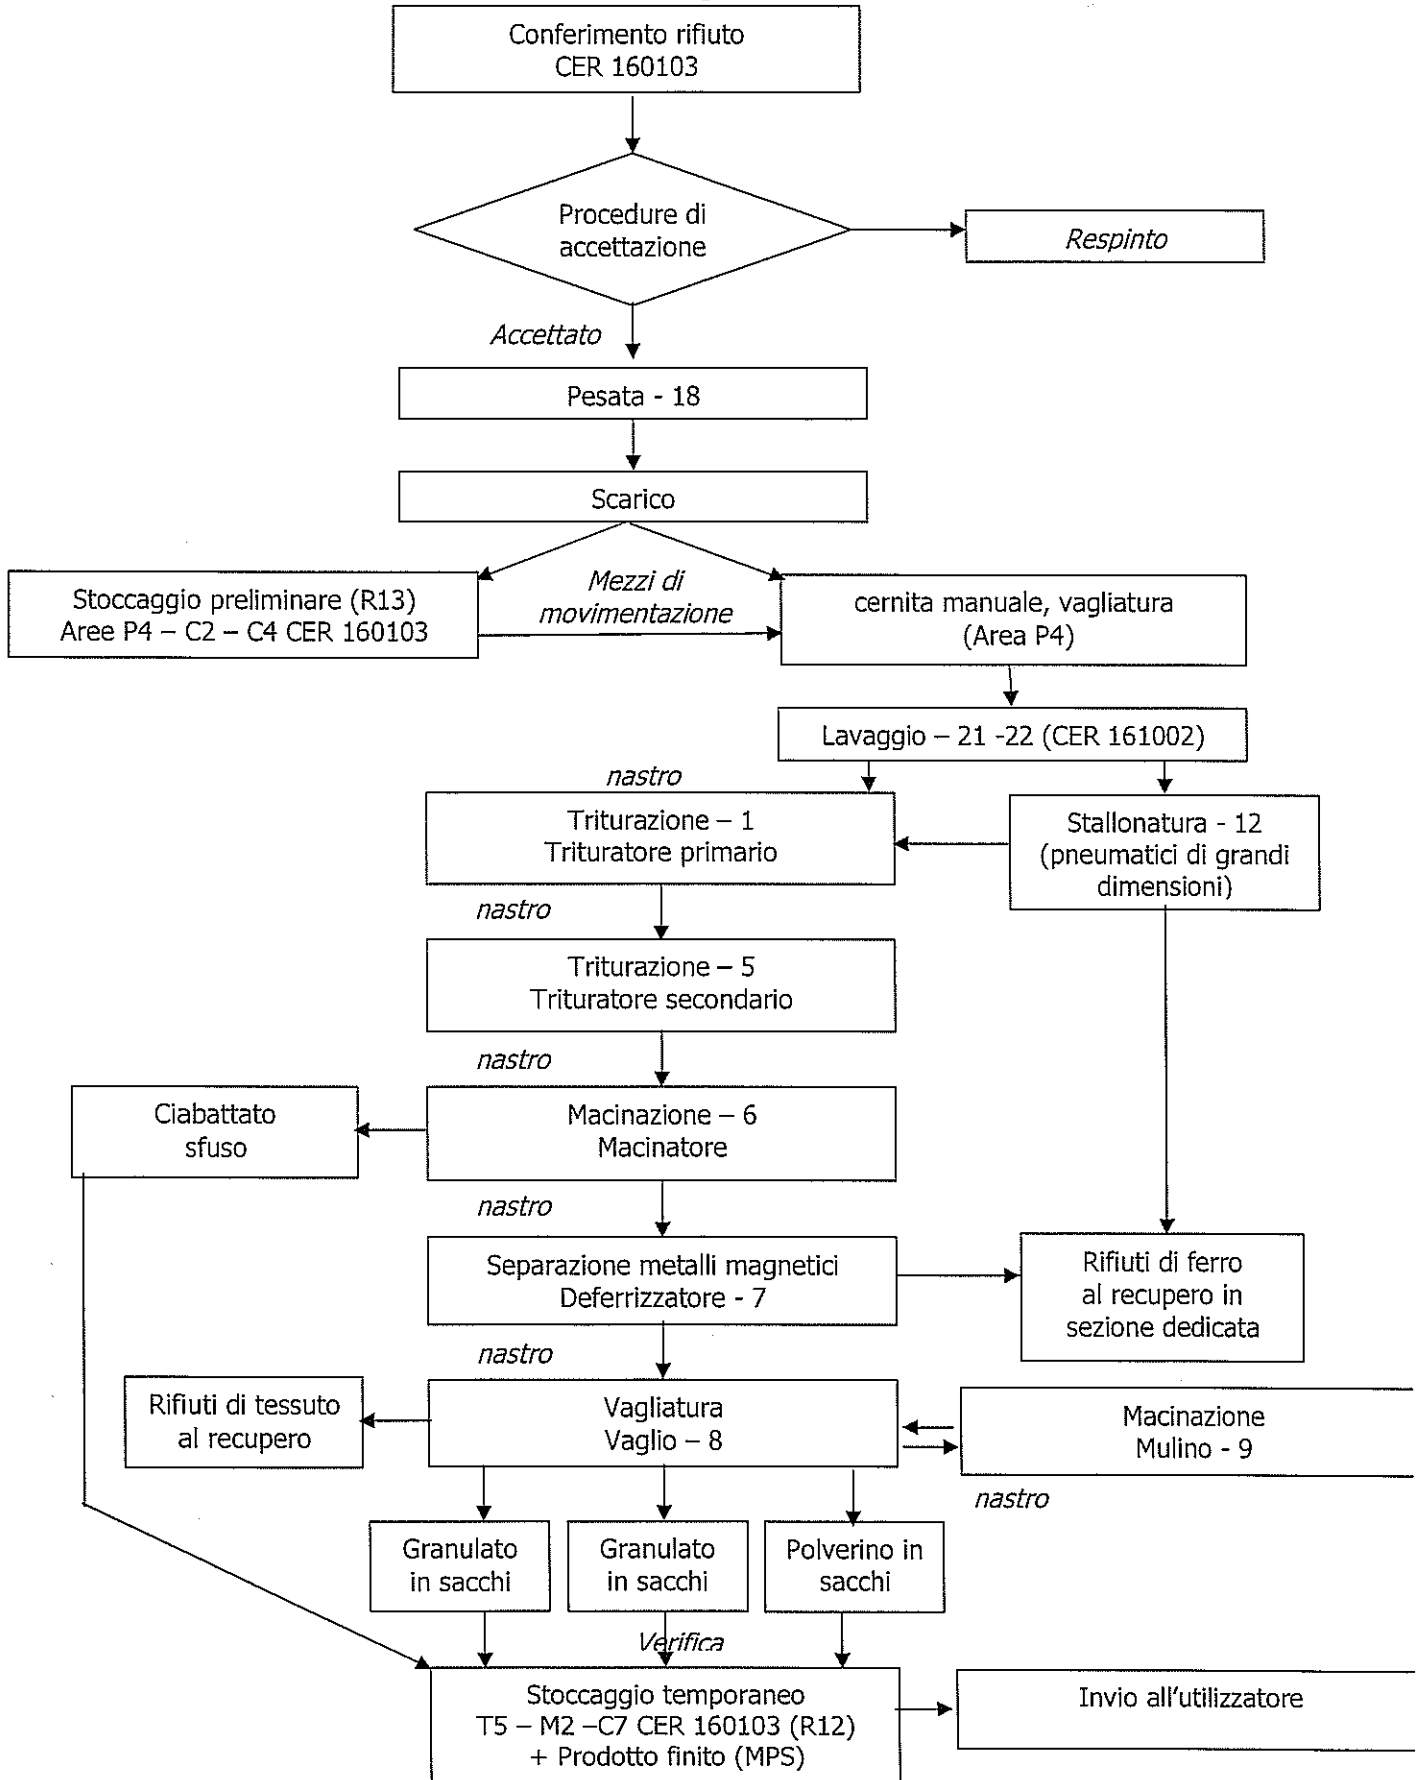 Conferimento rifiuto
CER 160103
Procedure di
accettazione
Respinto
Accettato
Pesata - 18
Scarico
Stoccaggio preliminare (R13)
Aree P4 – C2 – C4 CER 160103
Mezzi di
movimentazione
cernita manuale, vagliatura
(Area P4)
Lavaggio – 21 -22 (CER 161002)
nastro
Triturazione – 1
Trituratore primario
Stallonatura - 12
(pneumatici di grandi
dimensioni)
nastro
Triturazione – 5
Trituratore secondario
nastro
Ciabattato
sfuso
Macinazione – 6
Macinatore
nastro
Separazione metalli magnetici
Deferrizzatore - 7
Rifiuti di ferro
al recupero in
sezione dedicata
nastro
Rifiuti di tessuto
al recupero
Vagliatura
Vaglio – 8
Macinazione
Mulino - 9
nastro
Granulato
in sacchi
Granulato
in sacchi
Polverino in
sacchi
Verifica
Stoccaggio temporaneo
T5 – M2 –C7 CER 160103 (R12)
+ Prodotto finito (MPS)
Invio all'utilizzatore